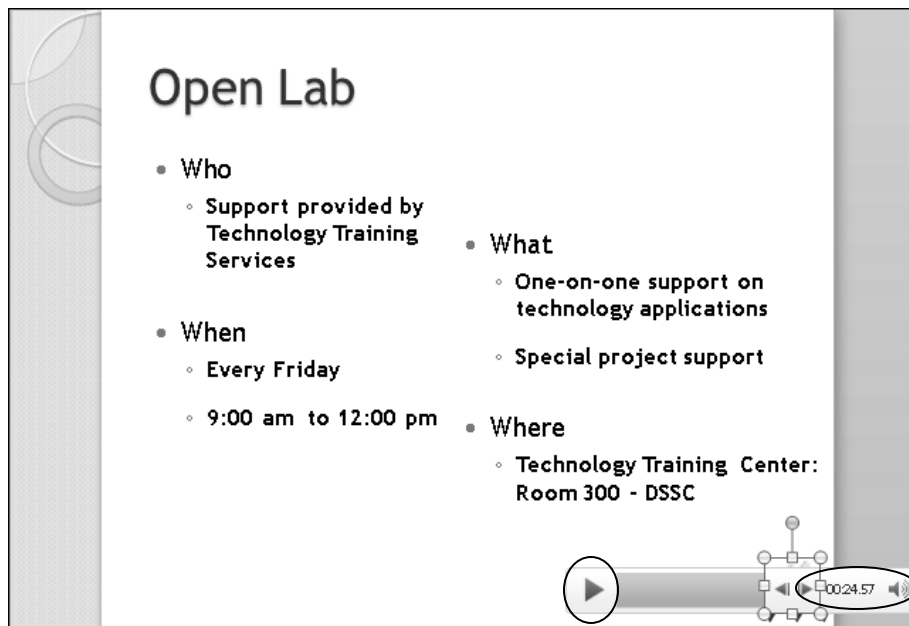 Open Lab
Who
Support provided by
Technology Training
Services
When
Every Friday
9:00 am to 12:00 pm
What
One-on-one support on
technology applications
Special project support
Where
Technology Training Center:
Room 300 - DSSC
00:24.57